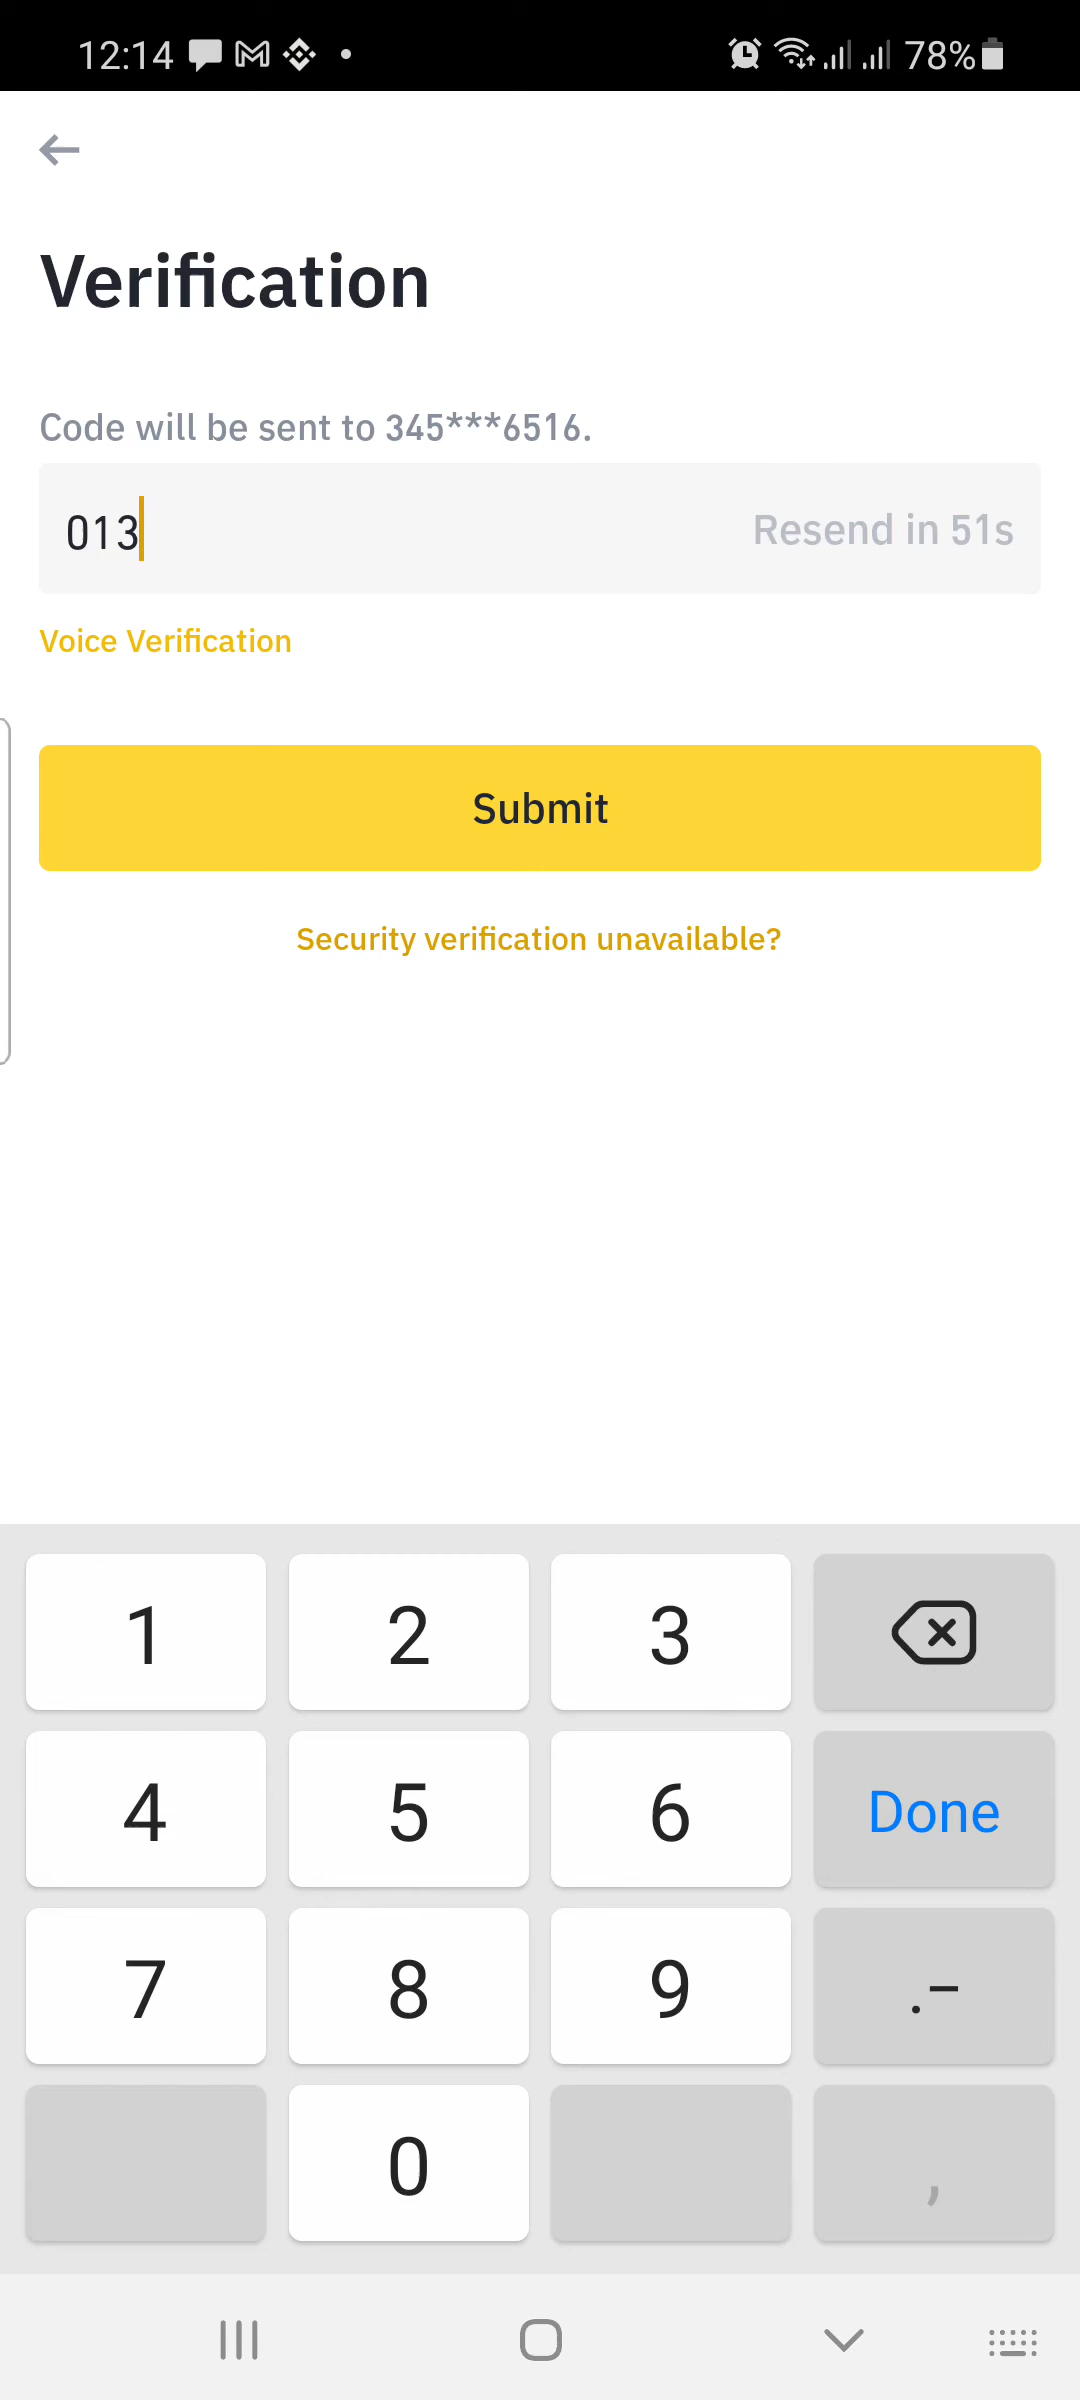 12:14
78%
Verification
Code will be sent to 345***6516.
013
Resend in 51s
Voice Verification
Submit
Security verification unavailable?
1 2 3
4 5 6 Done
7 8 9 .-
0 ,